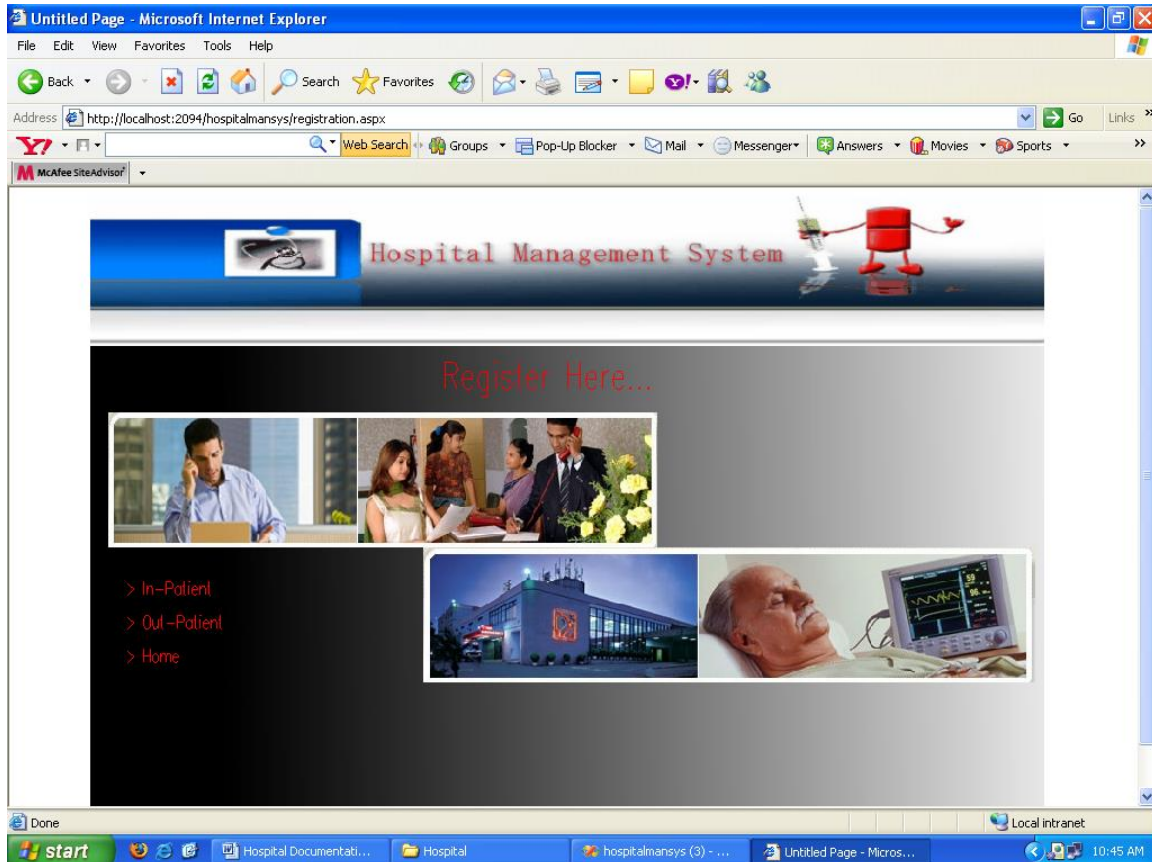 Untitled Page - Microsoft Internet Explorer
File Edit View Favorites Tools Help
Back Search Favorites
Address http://localhost:2094/hospitalmansys/registration.aspx Go Links »
Y! Web Search Groups Pop-Up Blocker Mail Messenger Answers Movies Sports »
McAfee SiteAdvisor
Hospital Management System
Register Here...
> In-Patient
> Out-Patient
> Home
59
96
Done Local intranet
start Hospital Documentati... Hospital hospitalmansys (3) - ... Untitled Page - Micros... 10:45 AM